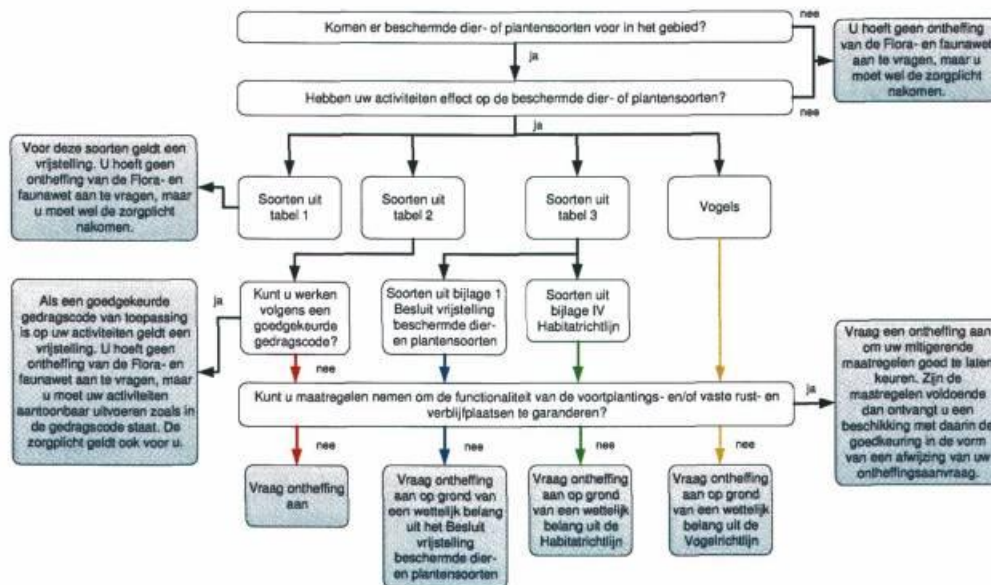 Komen er beschermde dier- of plantensoorten voor in het gebied?
nee
U hoeft geen ontheffing
van de Flora- en faunawet
aan te vragen, maar u
moet wel de zorgplicht
nakomen.
ja
Hebben uw activiteiten effect op de beschermde dier- of plantensoorten?
nee
ja
Voor deze soorten geldt een
vrijstelling. U hoeft geen
ontheffing van de Flora- en
faunawet aan te vragen, maar
u moet wel de zorgplicht
nakomen.
Soorten uit
tabel 1
Soorten uit
tabel 2
Soorten uit
tabel 3
Vogels
Als een goedgekeurde
gedragscode van toepassing
is op uw activiteiten geldt een
vrijstelling. U hoeft geen
ontheffing van de Flora- en
faunawet aan te vragen, maar
u moet uw activiteiten
aantoonbaar uitvoeren zoals in
de gedragscode staat. De
zorgplicht geldt ook voor u.
ja
Kunt u werken
volgens een
goedgekeurde
gedragscode?
Soorten uit bijlage 1
Besluit vrijstelling
beschermde dier-
en plantensoorten
Soorten uit
bijlage IV
Habitatrichtlijn
nee
Kunt u maatregelen nemen om de functionaliteit van de voortplantings- en/of vaste rust- en
verblijfplaatsen te garanderen?
ja
Vraag een ontheffing aan
om uw mitigerende
maatregelen goed te laten
keuren. Zijn de
maatregelen voldoende
dan ontvangt u een
beschikking met daarin de
goedkeuring in de vorm
van een afwijzing van uw
ontheffingsaanvraag.
nee
nee
nee
nee
Vraag ontheffing
aan
Vraag ontheffing
aan op grond van
een wettelijk belang
uit het Besluit
vrijstelling
beschermde dier-
en plantensoorten
Vraag ontheffing
aan op grond
van een wettelijk
belang uit de
Habitatrichtlijn
Vraag ontheffing
aan op grond
van een wettelijk
belang uit de
Vogelrichtlijn